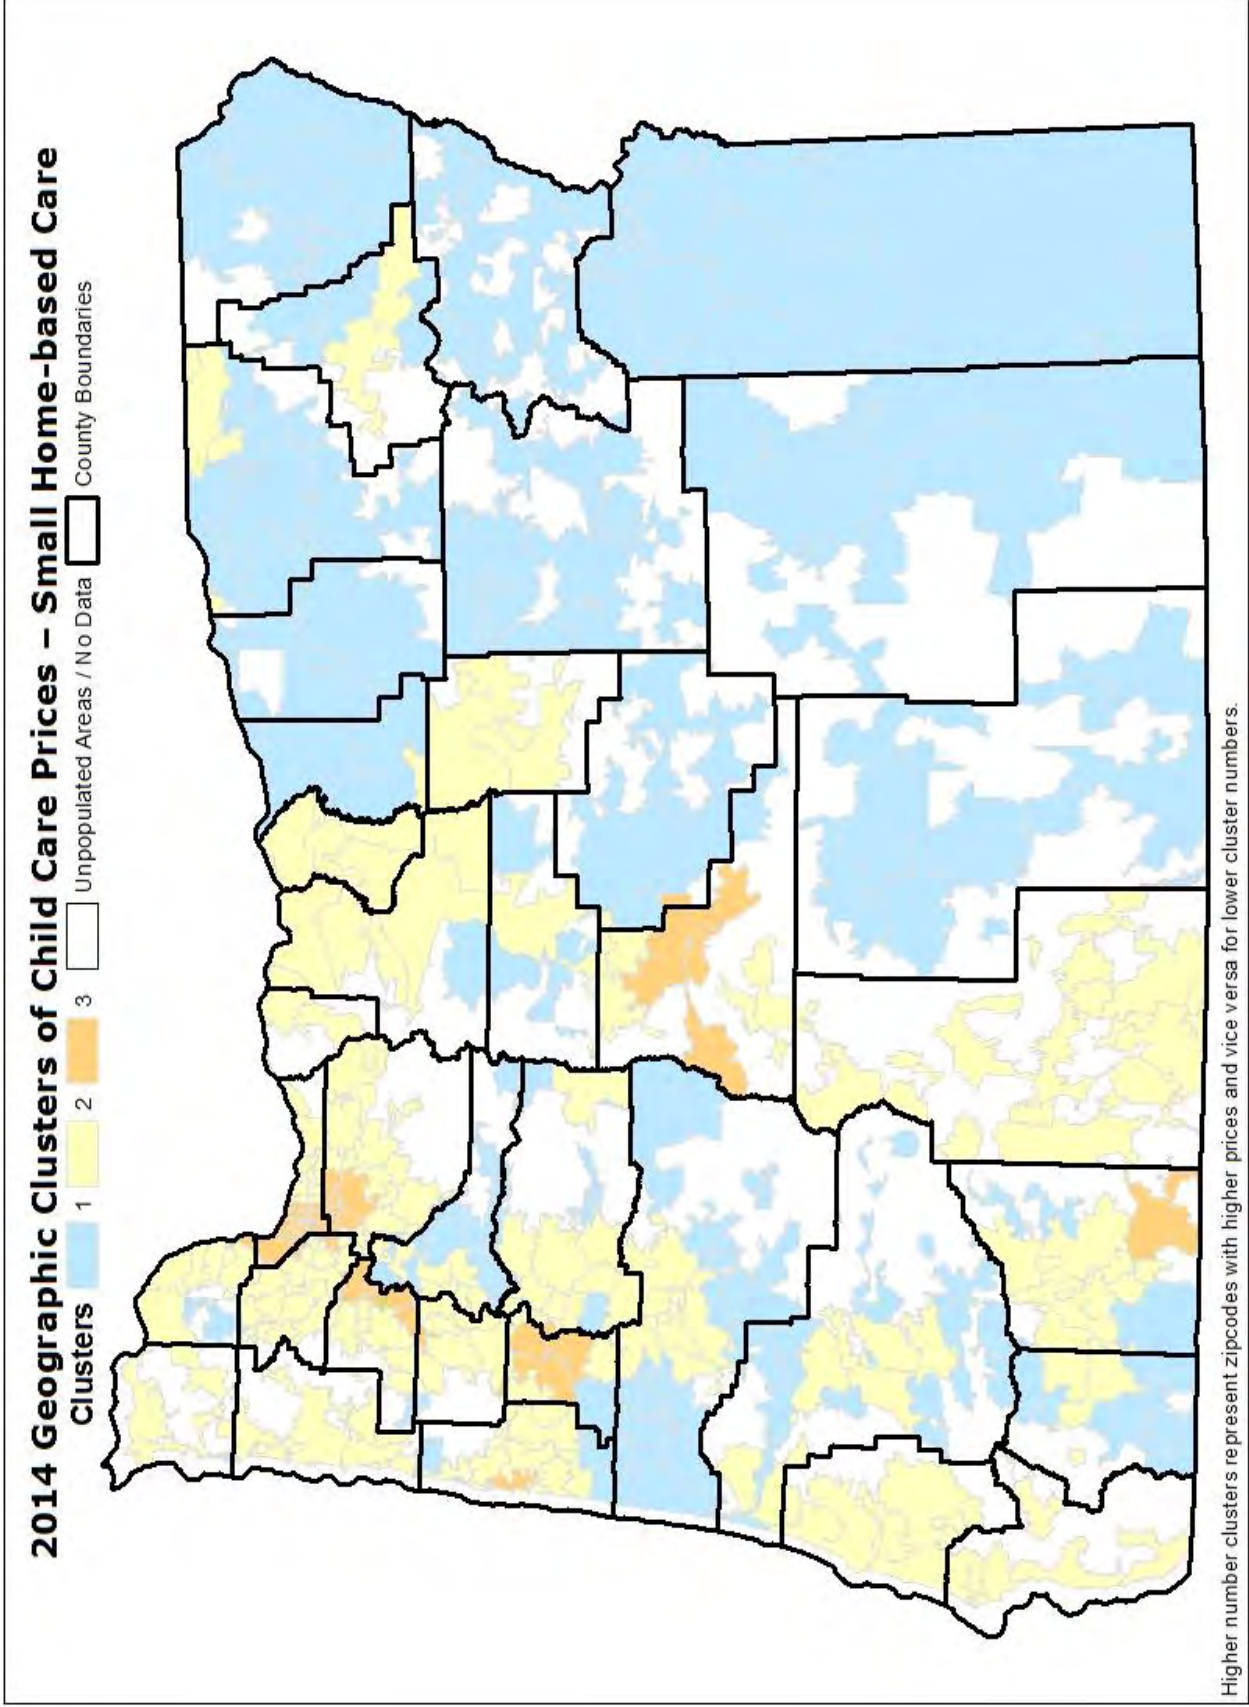 2014 Geographic Clusters of Child Care Prices – Small Home-based Care
Clusters 1 2 3 Unpopulated Areas / No Data County Boundaries
Higher number clusters represent zipcodes with higher prices and vice versa for lower cluster numbers.